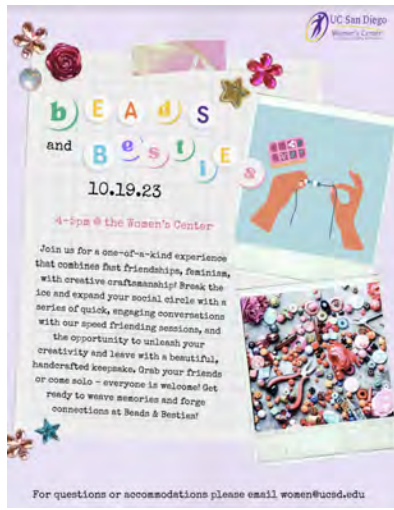 UC San Diego
Women's Center
bEAdS
and
Be'stiEs
10.19.23
4-5pm @ the Women's Center
Join us for a one-of-a-kind experience
that combines fast friendships, feminism,
with creative craftsmanship! Break the
ice and expand your social circle with a
series of quick, engaging conversations
with our speed friending sessions, and
the opportunity to unleash your
creativity and leave with a beautiful,
handcrafted keepsake. Grab your friends
or come solo - everyone is welcome! Get
ready to weave memories and forge
connections at Beads & Besties!
For questions or accommodations please email women@ucsd.edu